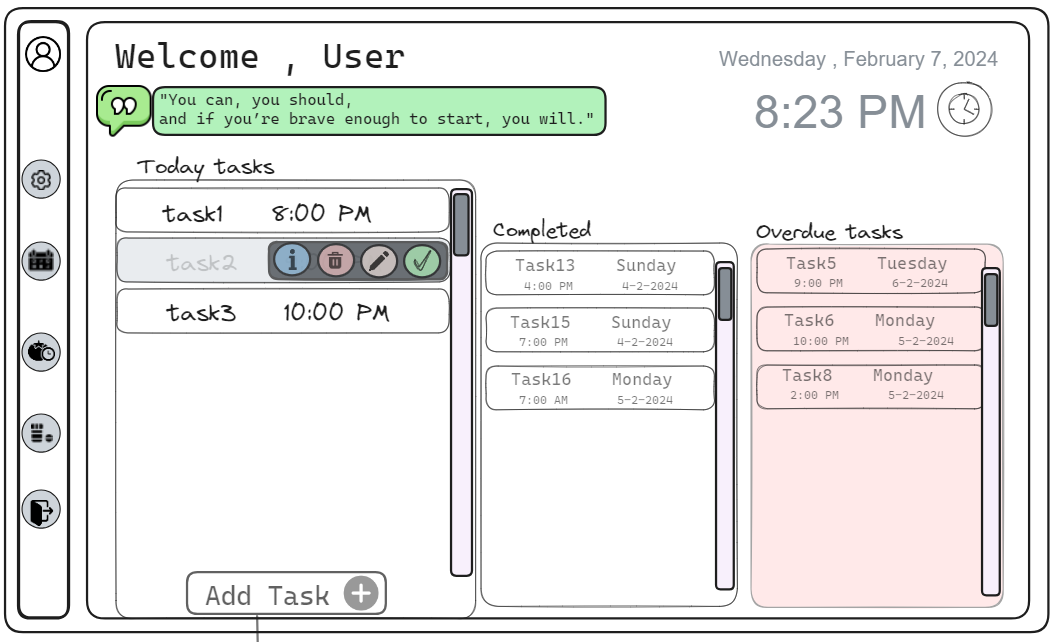 Welcome , User
Wednesday , February 7, 2024
"You can, you should,
and if you're brave enough to start, you will."
8:23 PM
Today tasks
task1 8:00 PM
task2
task3 10:00 PM
Add Task
Completed
Task13 Sunday
4:00 PM 4-2-2024
Task15 Sunday
7:00 PM 4-2-2024
Task16 Monday
7:00 AM 5-2-2024
Overdue tasks
Task5 Tuesday
9:00 PM 6-2-2024
Task6 Monday
10:00 PM 5-2-2024
Task8 Monday
2:00 PM 5-2-2024